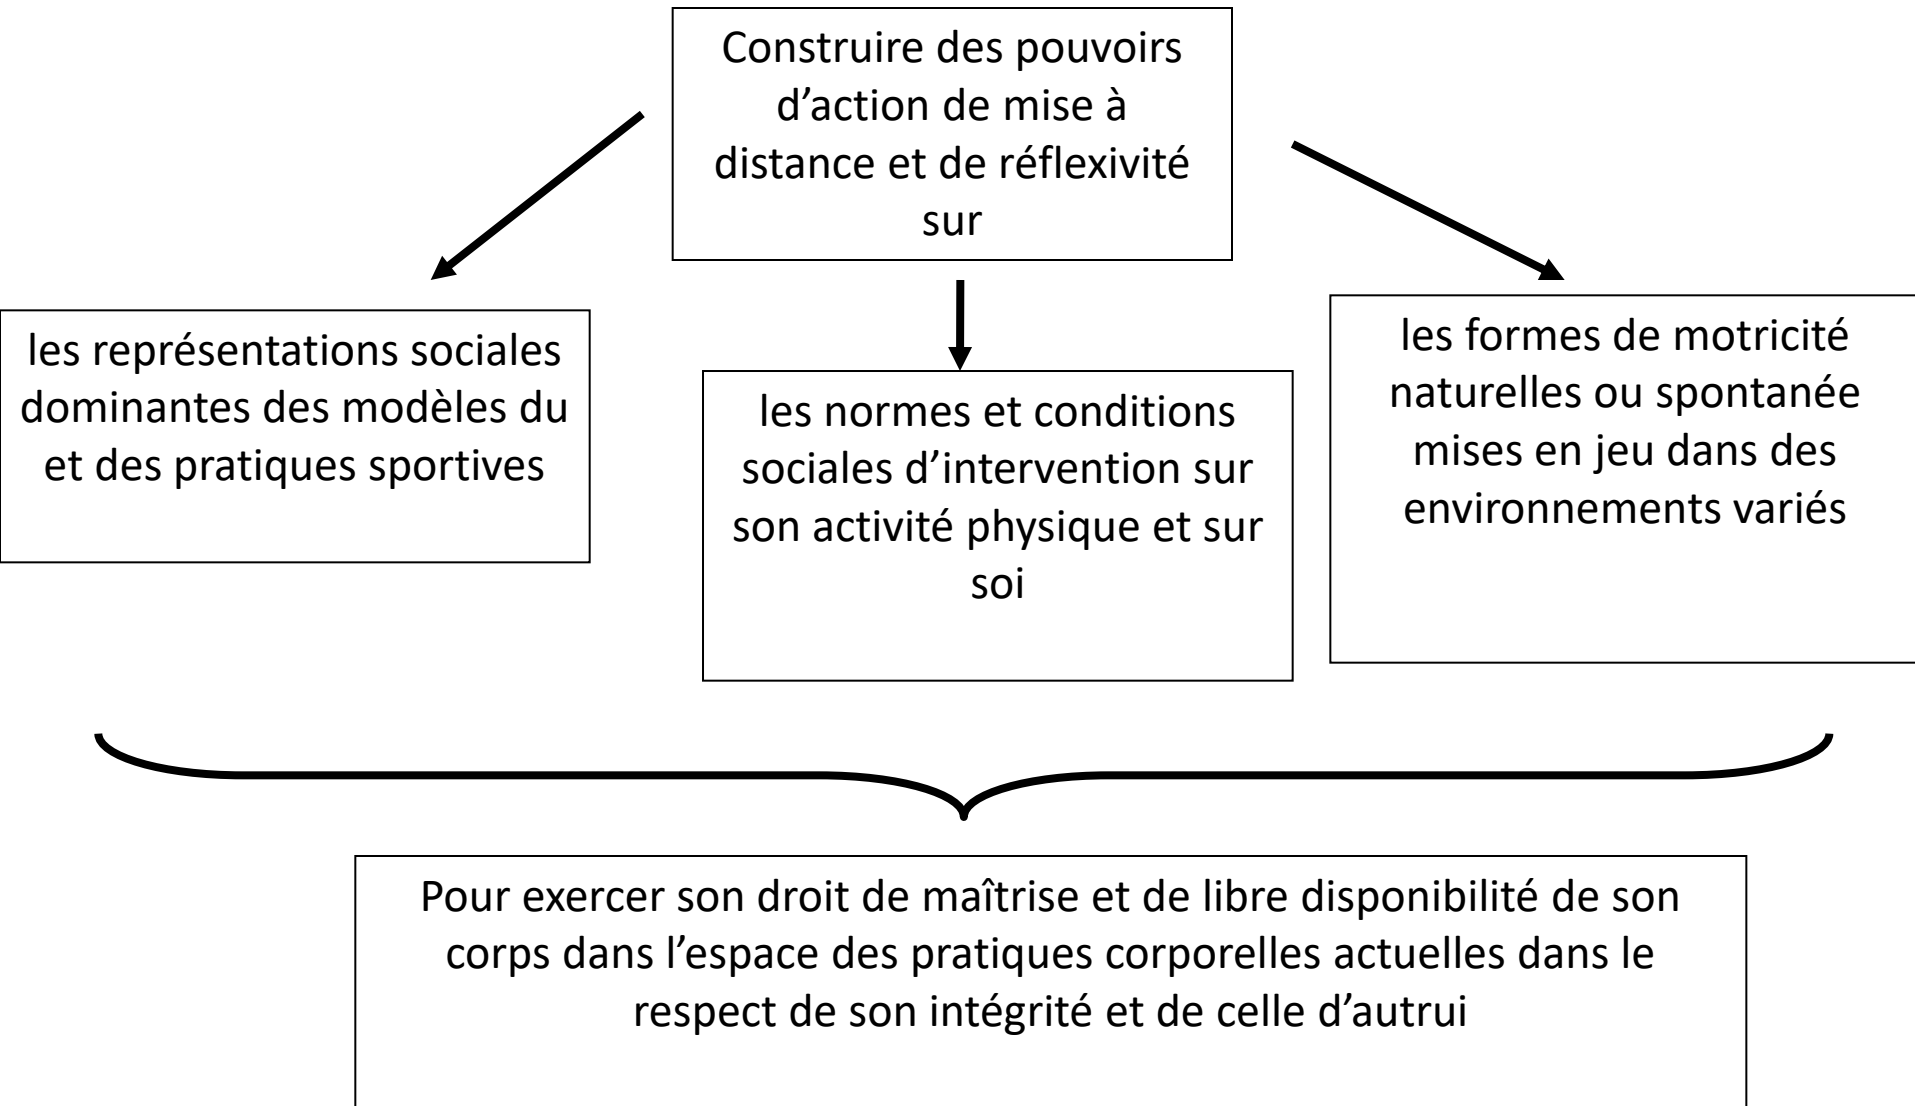 Construire des pouvoirs
d’action de mise à
distance et de réflexivité
sur
les représentations sociales
dominantes des modèles du
et des pratiques sportives
les normes et conditions
sociales d’intervention sur
son activité physique et sur
soi
les formes de motricité
naturelles ou spontanée
mises en jeu dans des
environnements variés
Pour exercer son droit de maîtrise et de libre disponibilité de son
corps dans l’espace des pratiques corporelles actuelles dans le
respect de son intégrité et de celle d’autrui